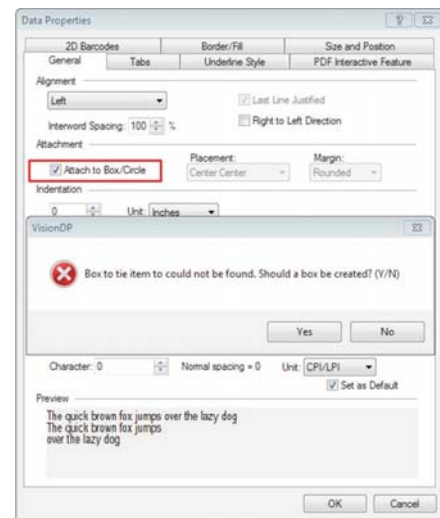 Data Properties
2D Barcodes Border/Fill Size and Position
General Tabs Underline Style PDF Interactive Feature
Alignment
Left Last Line Justified
Interword Spacing: 100 % Right to Left Direction
Attachment
Attach to Box/Circle Placement: Margin:
Center Center Rounded
Indentation
0 Unit: Inches
VisionDP
Box to tie item to could not be found. Should a box be created? (Y/N)
Yes No
Character: 0 Normal spacing = 0 Unit: CPI/LPI
Set as Default
Preview
The quick brown fox jumps over the lazy dog
The quick brown fox jumps
over the lazy dog
OK Cancel